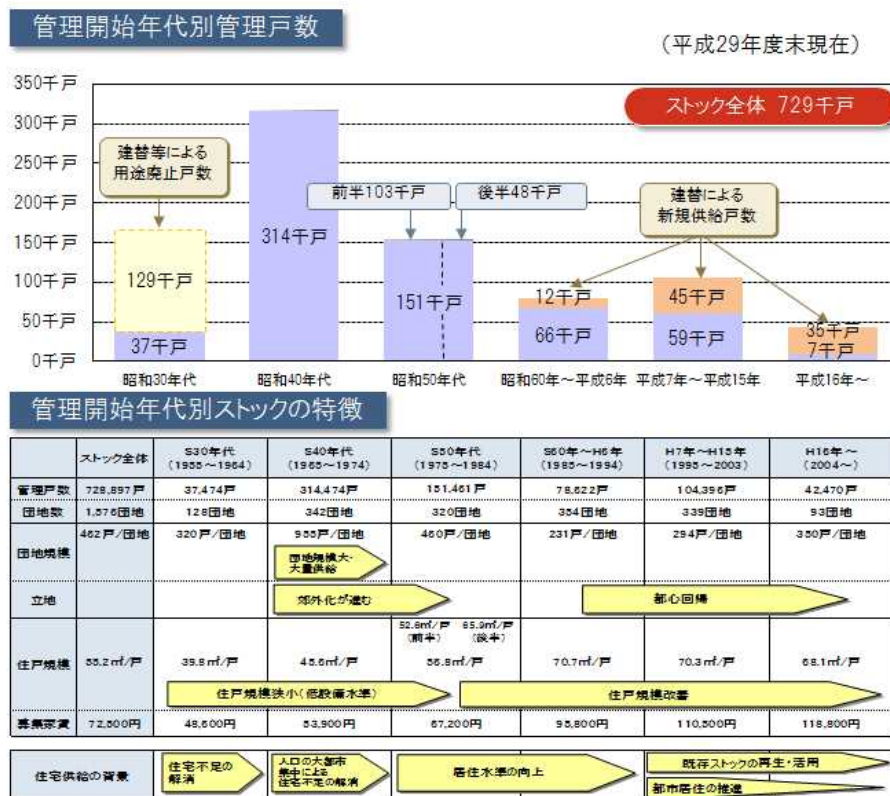 管理開始年代別管理戸数
(平成29年度末現在)
ストック全体 729千戸
350千戸
300千戸
250千戸
200千戸
150千戸
100千戸
50千戸
0千戸
建替等による
用途廃止戸数
前半103千戸
後半48千戸
建替による
新規供給戸数
129千戸
37千戸
314千戸
151千戸
12千戸
66千戸
45千戸
59千戸
35千戸
7千戸
昭和30年代 昭和40年代 昭和50年代 昭和60年~平成6年 平成7年~平成15年 平成16年~
管理開始年代別ストックの特徴
ストック全体 S30年代 S40年代 S50年代 S60年~H6年 H7年~H15年 H16年~
(1955~1964) (1965~1974) (1975~1984) (1985~1994) (1995~2003) (2004~)
管理戸数 728,897戸 37,474戸 314,474戸 151,461戸 78,622戸 104,396戸 42,470戸
団地数 1,576団地 128団地 342団地 320団地 354団地 339団地 93団地
団地規模 462戸/団地 320戸/団地 955戸/団地 460戸/団地 231戸/団地 294戸/団地 350戸/団地
団地規模大・
大量供給
立地 郊外化が進む 都心回帰
52.6㎡/戸 65.9㎡/戸
(前半) (後半)
住戸規模 55.2㎡/戸 39.8㎡/戸 45.6㎡/戸 56.8㎡/戸 70.7㎡/戸 70.3㎡/戸 68.1㎡/戸
住戸規模狭小(低設備水準) 住戸規模改善
募集家賃 72,500円 48,600円 53,900円 67,200円 95,800円 110,500円 118,800円
住宅供給の背景
住宅不足の
解消
人口の大都市
集中による
住宅不足の解消
居住水準の向上
既存ストックの再生・活用
都市居住の推進